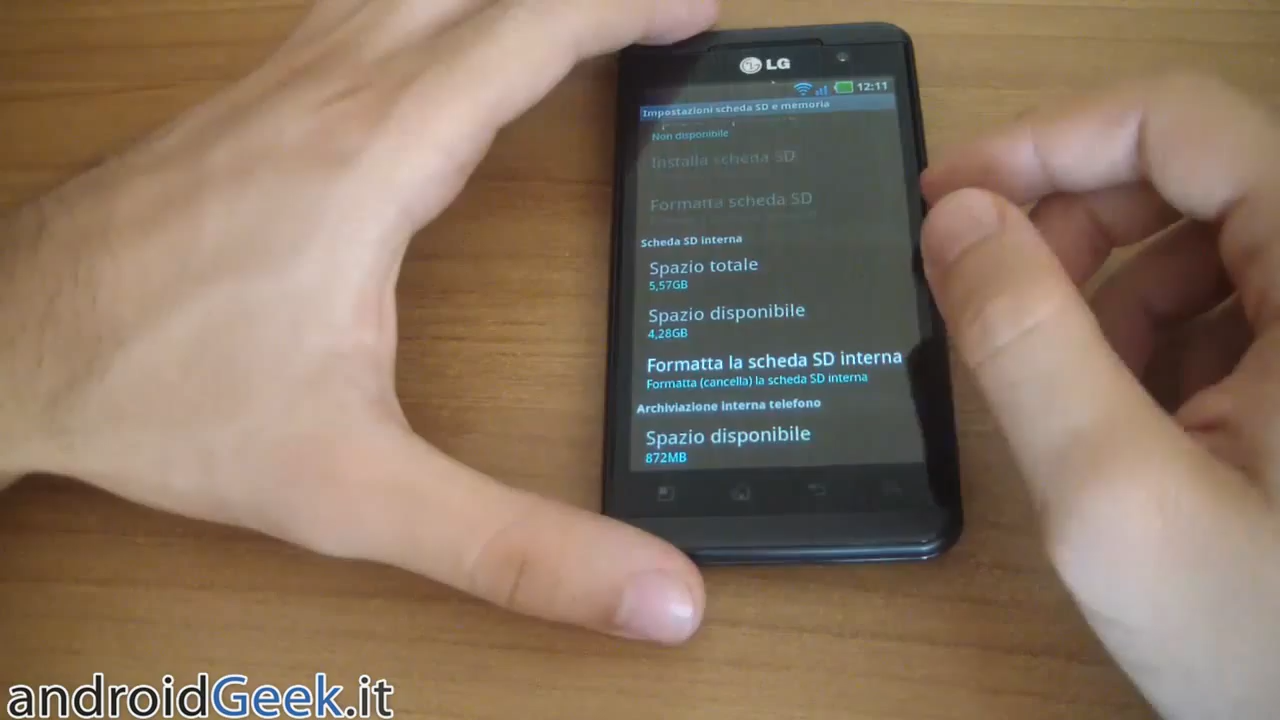 LG
12:11
Impostazioni scheda SD e memoria
Non disponibile
Installa scheda SD
Formatta scheda SD
Scheda SD interna
Spazio totale
5,57GB
Spazio disponibile
4,28GB
Formatta la scheda SD interna
Formatta (cancella) la scheda SD interna
Archiviazione interna telefono
Spazio disponibile
872MB
androidGeek.it